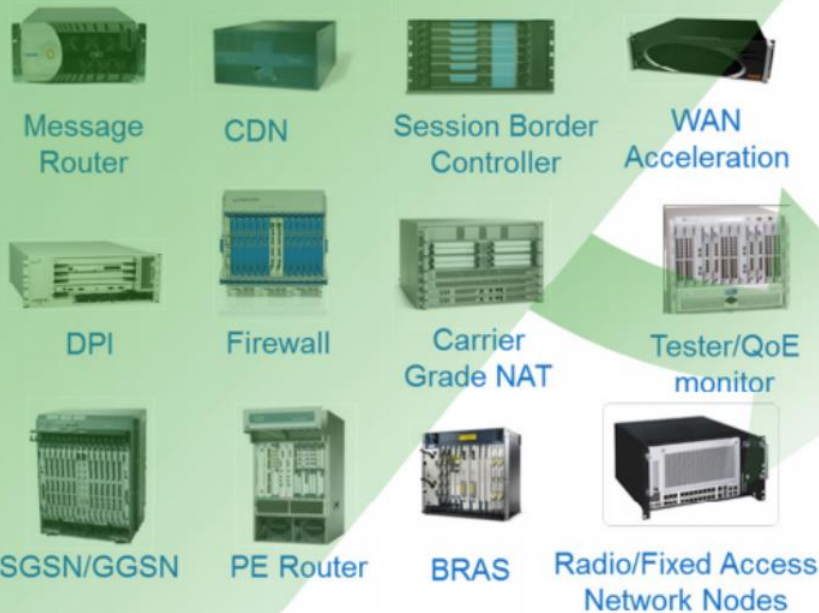 Message
Router
CDN
Session Border
Controller
WAN
Acceleration
DPI
Firewall
Carrier
Grade NAT
Tester/QoE
monitor
SGSN/GGSN
PE Router
BRAS
Radio/Fixed Access
Network Nodes